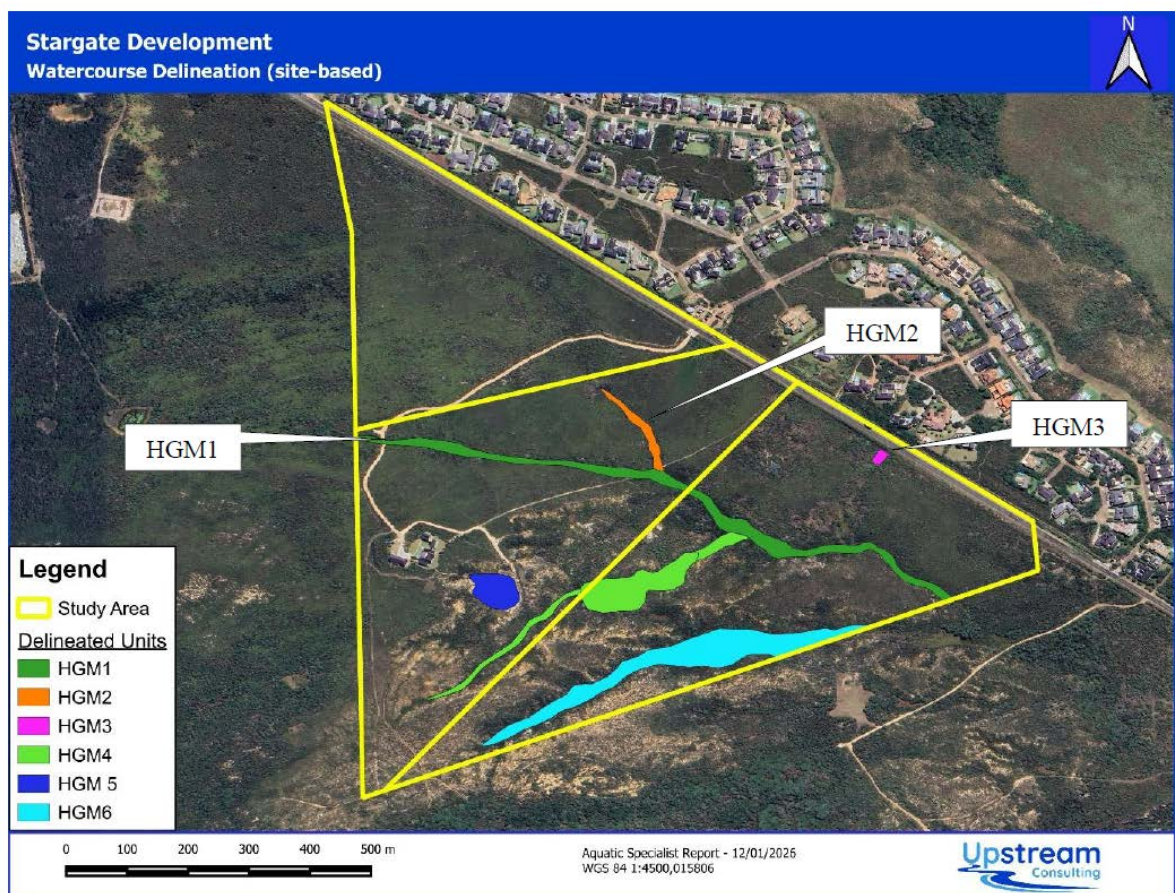 Stargate Development
Watercourse Delineation (site-based)
N
HGM2
HGM1
HGM3
Legend
Study Area
Delineated Units
HGM1
HGM2
HGM3
HGM4
HGM 5
HGM6
0 100 200 300 400 500 m
Aquatic Specialist Report - 12/01/2026
WGS 84 1:4500,015806
Upstream
Consulting